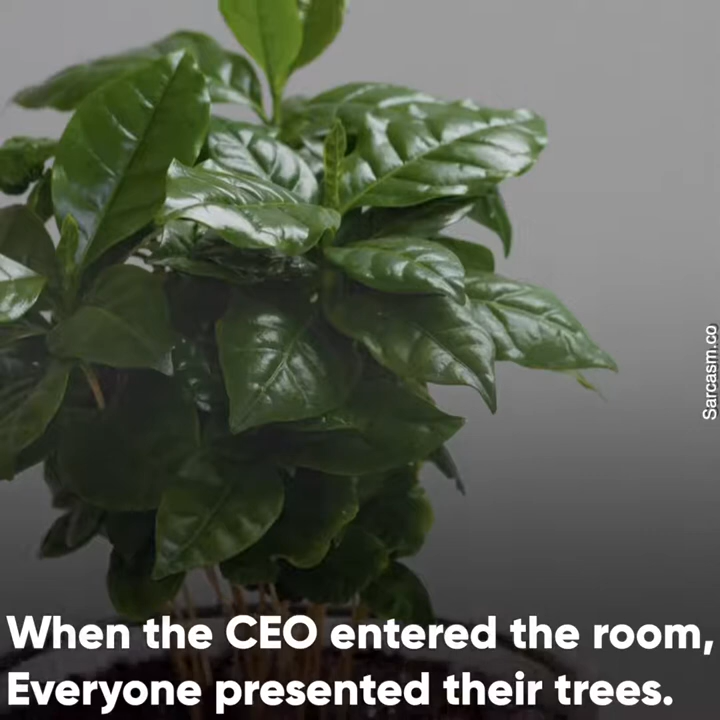 When the CEO entered the room,
Everyone presented their trees.
Sarcasm.co